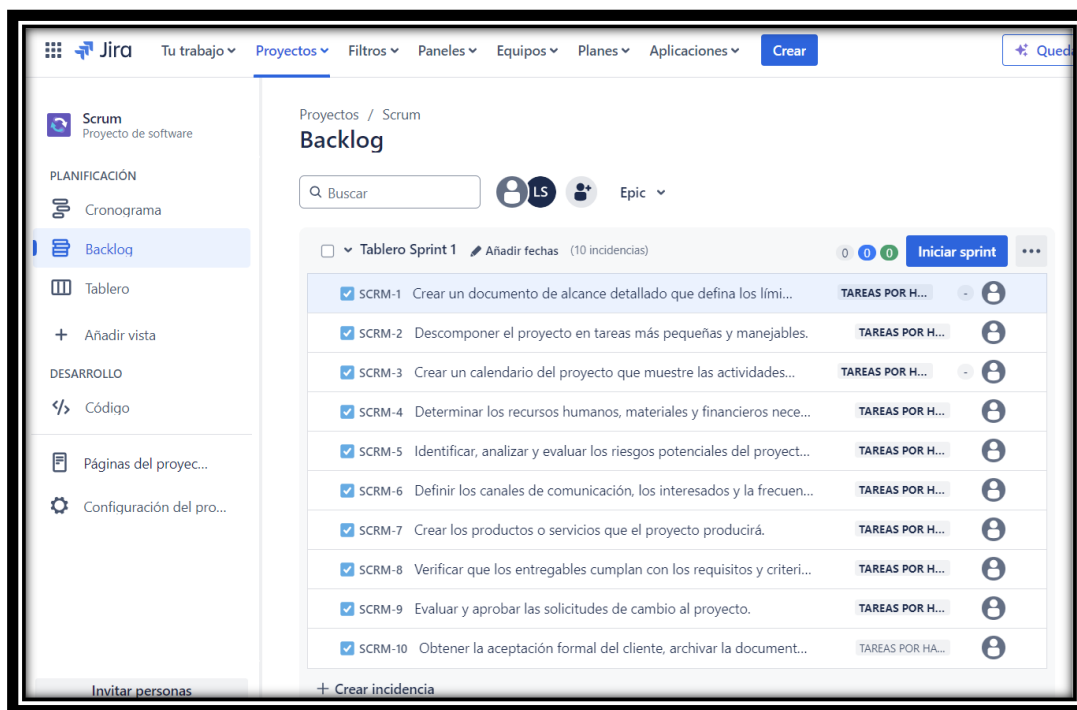 Jira Tu trabajo Proyectos Filtros Paneles Equipos Planes Aplicaciones Crear Queda
Scrum
Proyecto de software
PLANIFICACIÓN
Cronograma
Backlog
Tablero
Añadir vista
DESARROLLO
Código
Páginas del proyec...
Configuración del pro...
Invitar personas
Proyectos / Scrum
Backlog
Buscar LS Epic
Tablero Sprint 1 Añadir fechas (10 incidencias) 0 0 0 Iniciar sprint ...
SCRM-1 Crear un documento de alcance detallado que defina los lími... TAREAS POR H... -
SCRM-2 Descomponer el proyecto en tareas más pequeñas y manejables. TAREAS POR H...
SCRM-3 Crear un calendario del proyecto que muestre las actividades... TAREAS POR H... -
SCRM-4 Determinar los recursos humanos, materiales y financieros nece... TAREAS POR H...
SCRM-5 Identificar, analizar y evaluar los riesgos potenciales del proyect... TAREAS POR H...
SCRM-6 Definir los canales de comunicación, los interesados y la frecuen... TAREAS POR H...
SCRM-7 Crear los productos o servicios que el proyecto producirá. TAREAS POR H...
SCRM-8 Verificar que los entregables cumplan con los requisitos y criteri... TAREAS POR H...
SCRM-9 Evaluar y aprobar las solicitudes de cambio al proyecto. TAREAS POR H...
SCRM-10 Obtener la aceptación formal del cliente, archivar la document... TAREAS POR HA...
+ Crear incidencia